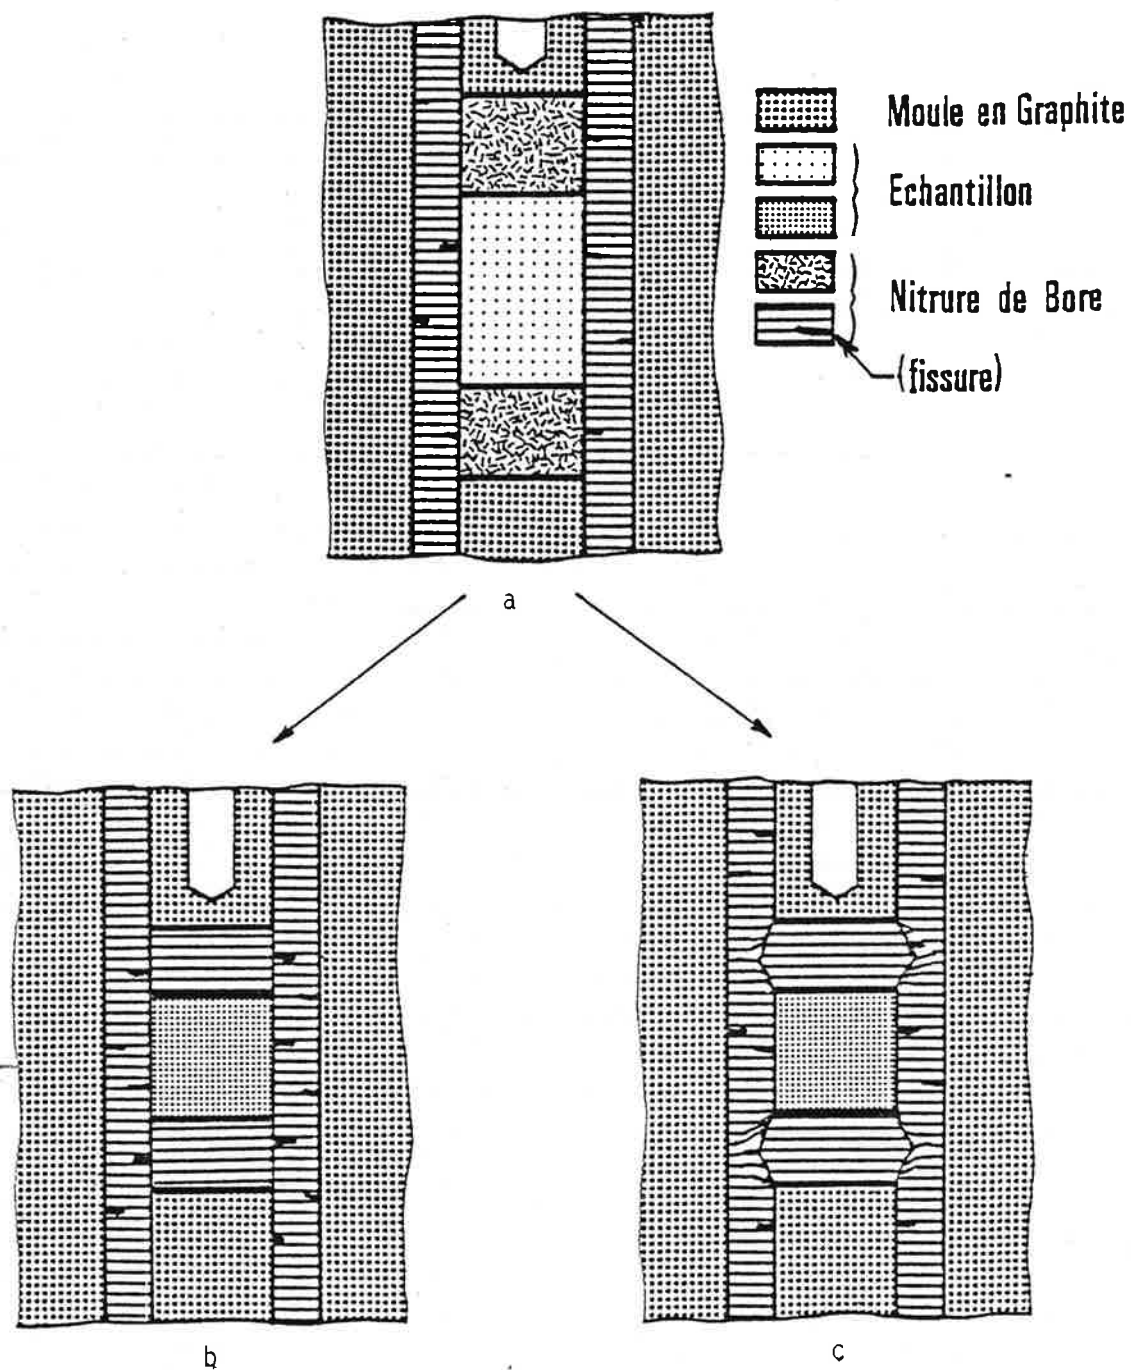 Moule en Graphite
Echantillon
Nitrure de Bore
(fissure)
a
b
c